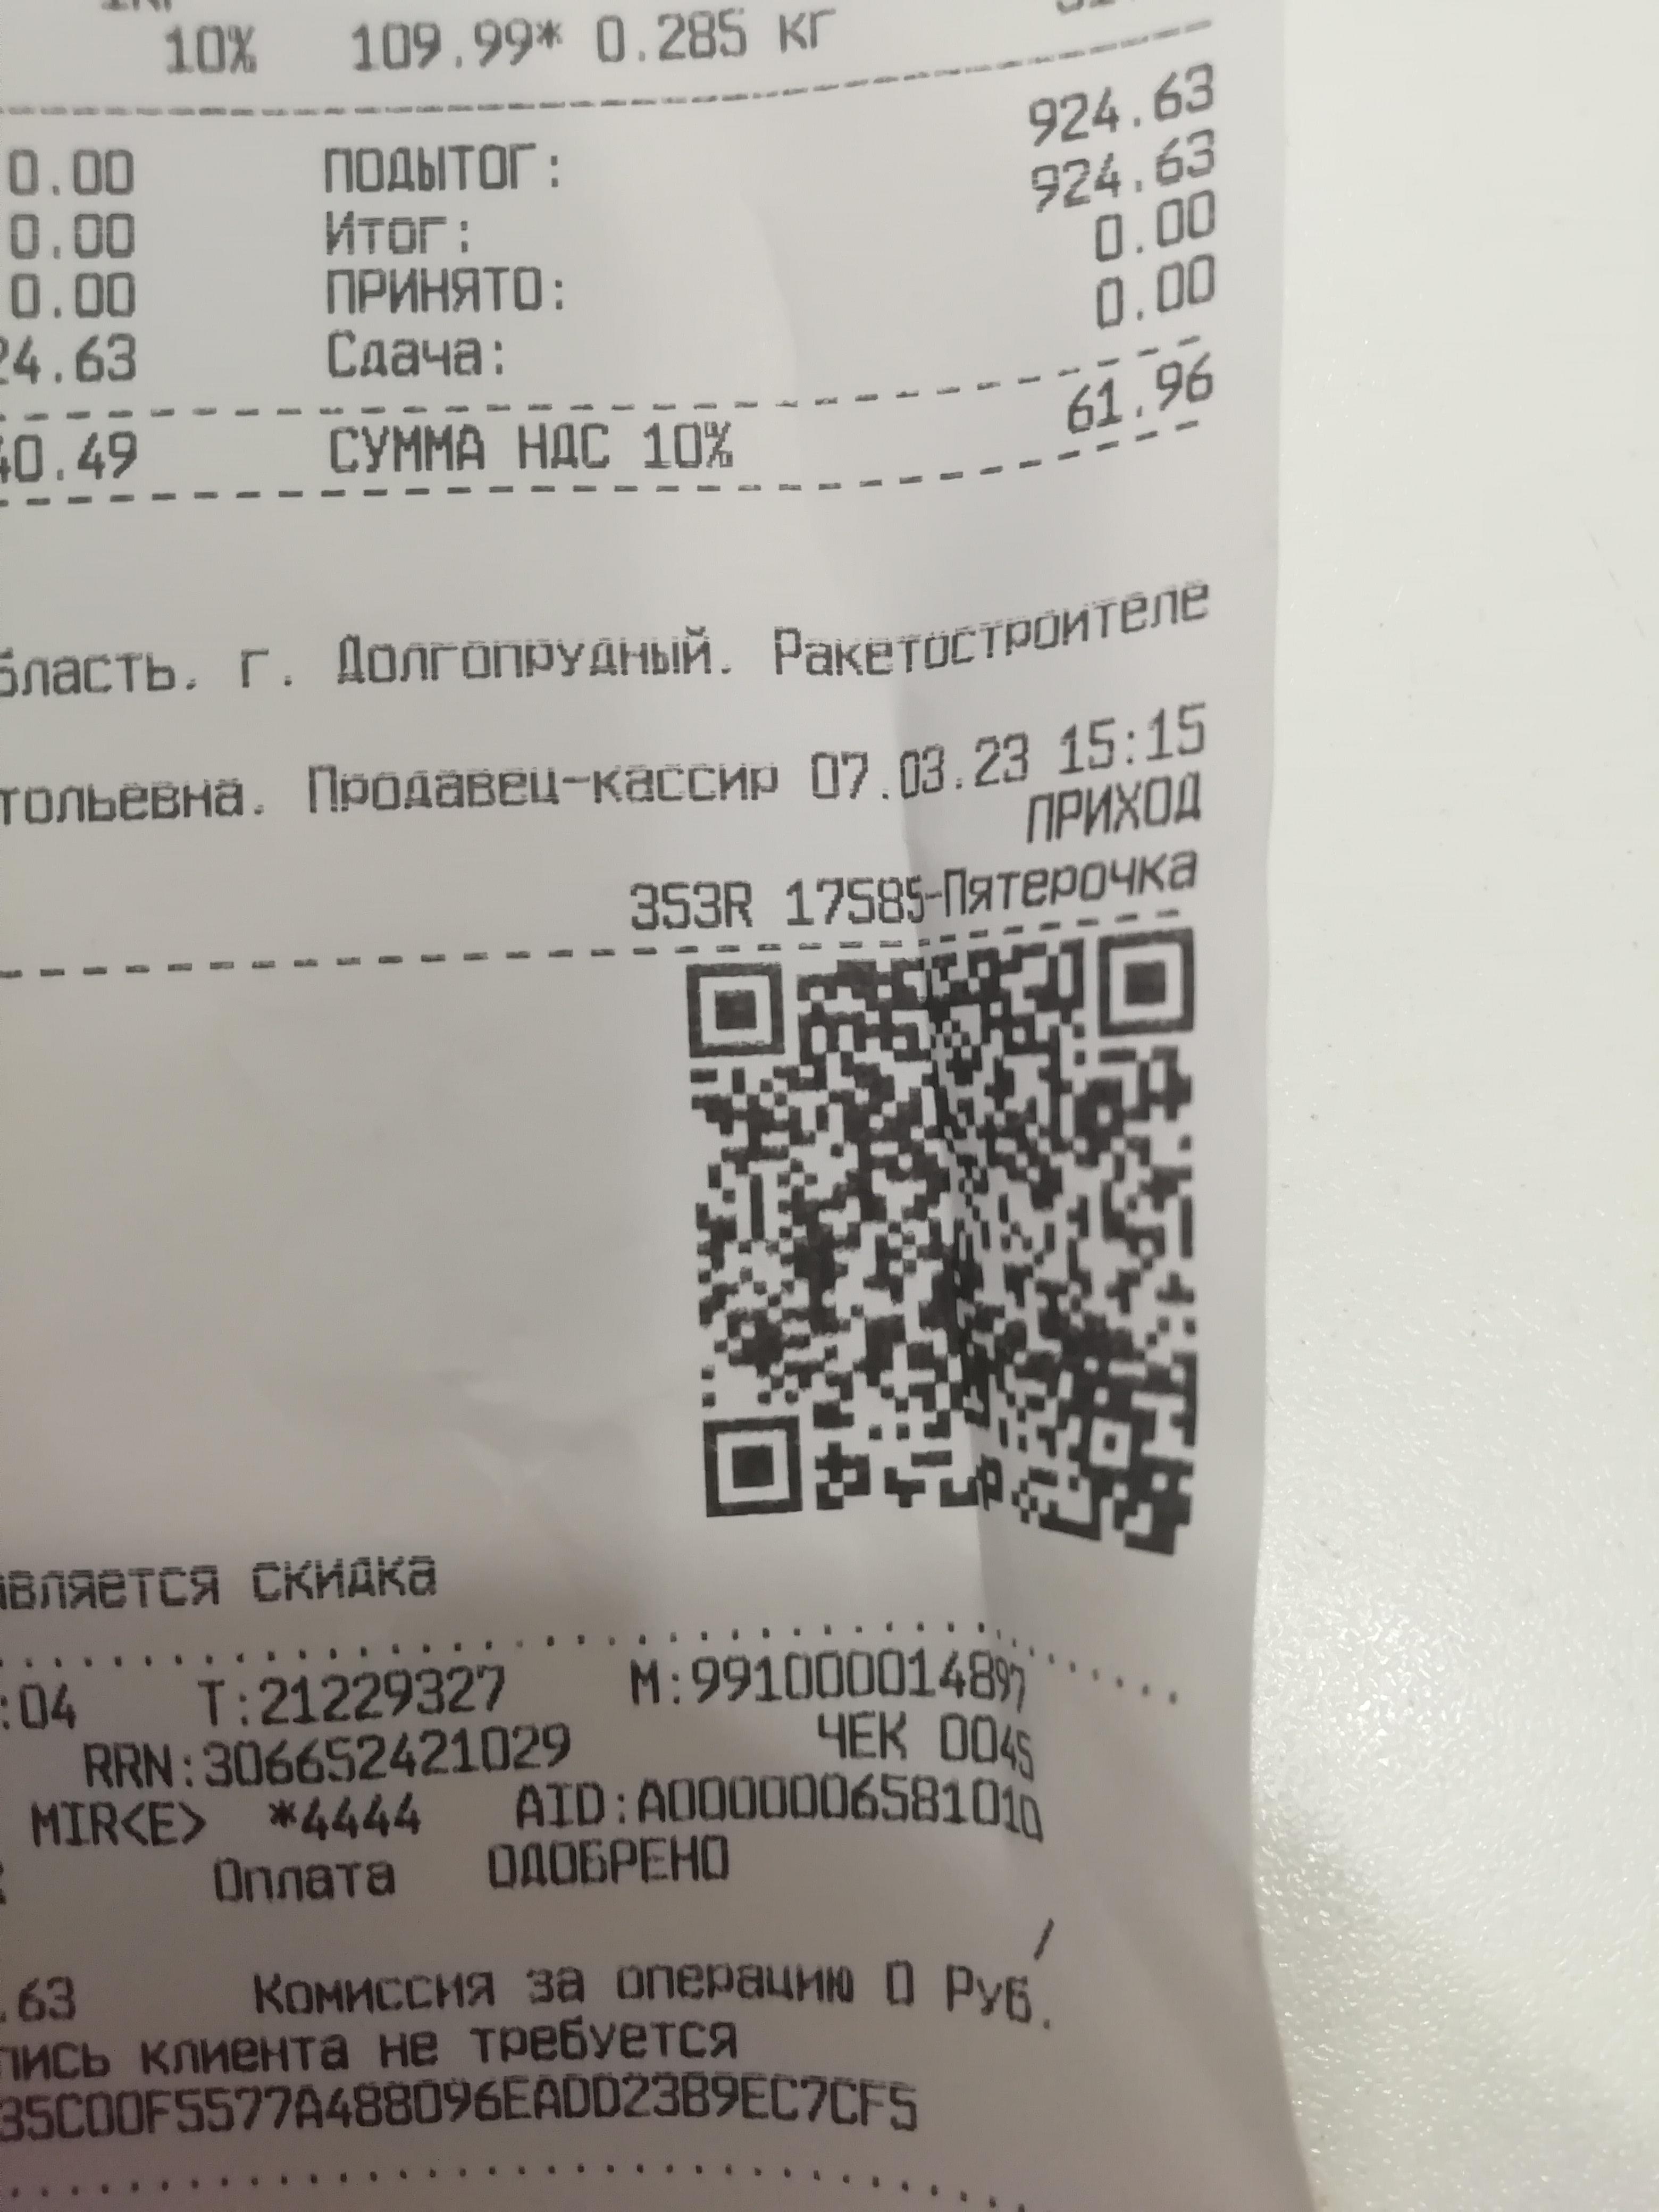 10% 109.99* 0.285 кг
924.63
0.00 ПОДЫТОГ: 924.63
0.00 Итог: 0.00
0.00 ПРИНЯТО: 0.00
24.63 Сдача:
40.49 СУММА НДС 10% 61.96
бласть. г. Долгопрудный. Ракетостроителе
тольевна. Продавец-кассир 07.03.23 15:15
ПРИХОД
353R 17585-Пятерочка
авляется скидка
:04 Т:21229327 М:991000014897
RRN:306652421029 ЧЕК 0045
MIR<E> *4444 AID:A0000006581010
Оплата ОДОБРЕНО
/
.63 Комиссия за операцию 0 Руб.
пись клиента не требуется
35C00F5577A488096EADD23B9EC7CF5